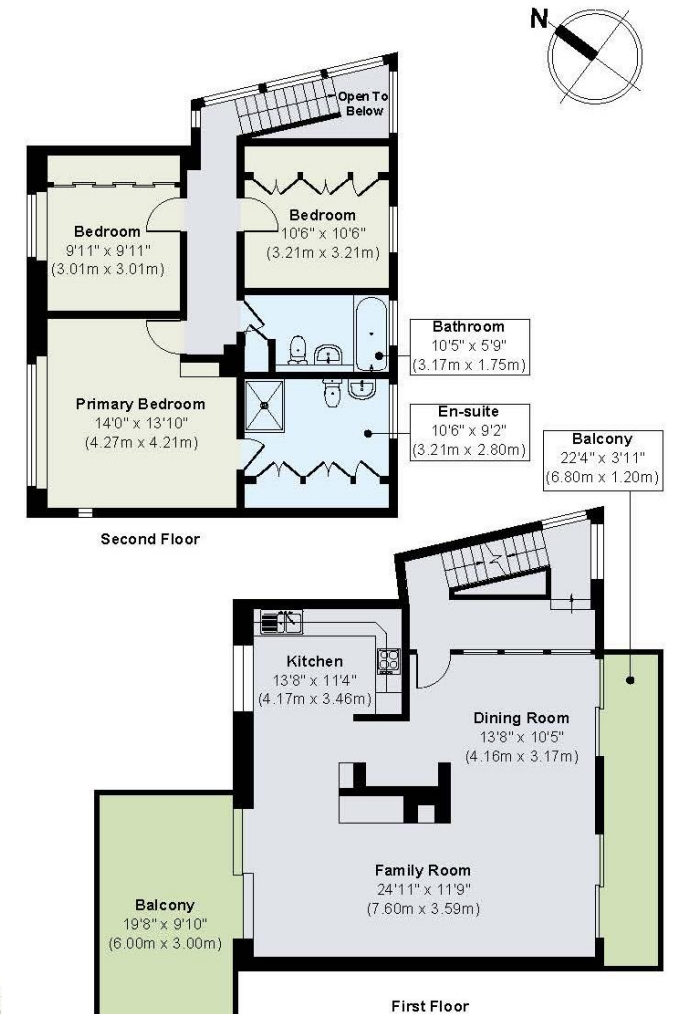 N
Open To
Below
Bedroom
9'11" x 9'11"
(3.01m x 3.01m)
Bedroom
10'6" x 10'6"
(3.21m x 3.21m)
Bathroom
10'5" x 5'9"
(3.17m x 1.75m)
Primary Bedroom
14'0" x 13'10"
(4.27m x 4.21m)
En-suite
10'6" x 9'2"
(3.21m x 2.80m)
Balcony
22'4" x 3'11"
(6.80m x 1.20m)
Second Floor
Kitchen
13'8" x 11'4"
(4.17m x 3.46m)
Dining Room
13'8" x 10'5"
(4.16m x 3.17m)
Family Room
24'11" x 11'9"
(7.60m x 3.59m)
Balcony
19'8" x 9'10"
(6.00m x 3.00m)
First Floor